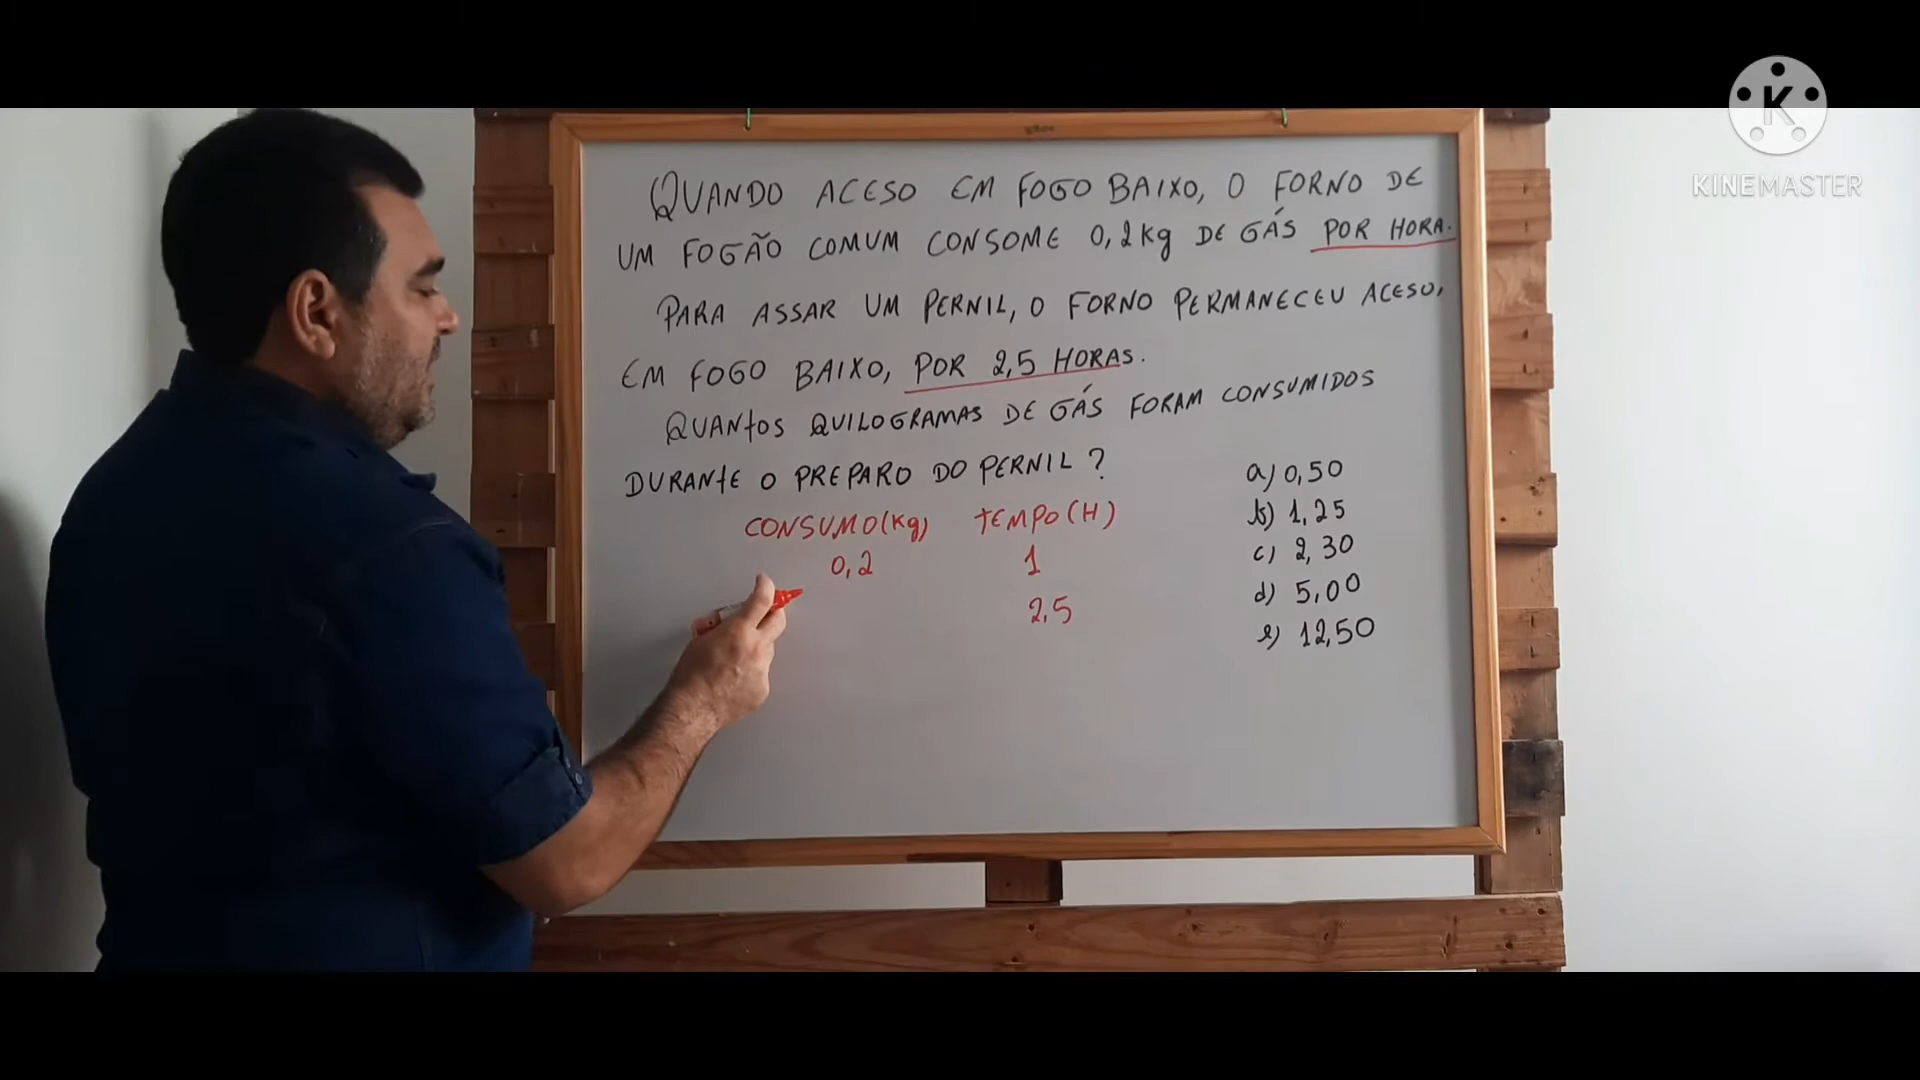 K
KINEMASTER
QUANDO ACESO EM FOGO BAIXO, O FORNO DE
UM FOGÃO COMUM CONSOME 0,2Kg DE GÁS POR HORA.
PARA ASSAR UM PERNIL, O FORNO PERMANECEU ACESO,
EM FOGO BAIXO, POR 2,5 HORAS.
QUANTOS QUILOGRAMAS DE GÁS FORAM CONSUMIDOS
DURANTE O PREPARO DO PERNIL?
CONSUMO(Kg) TEMPO(H)
0,2 1
2,5
a) 0,50
b) 1,25
c) 2,30
d) 5,00
e) 12,50